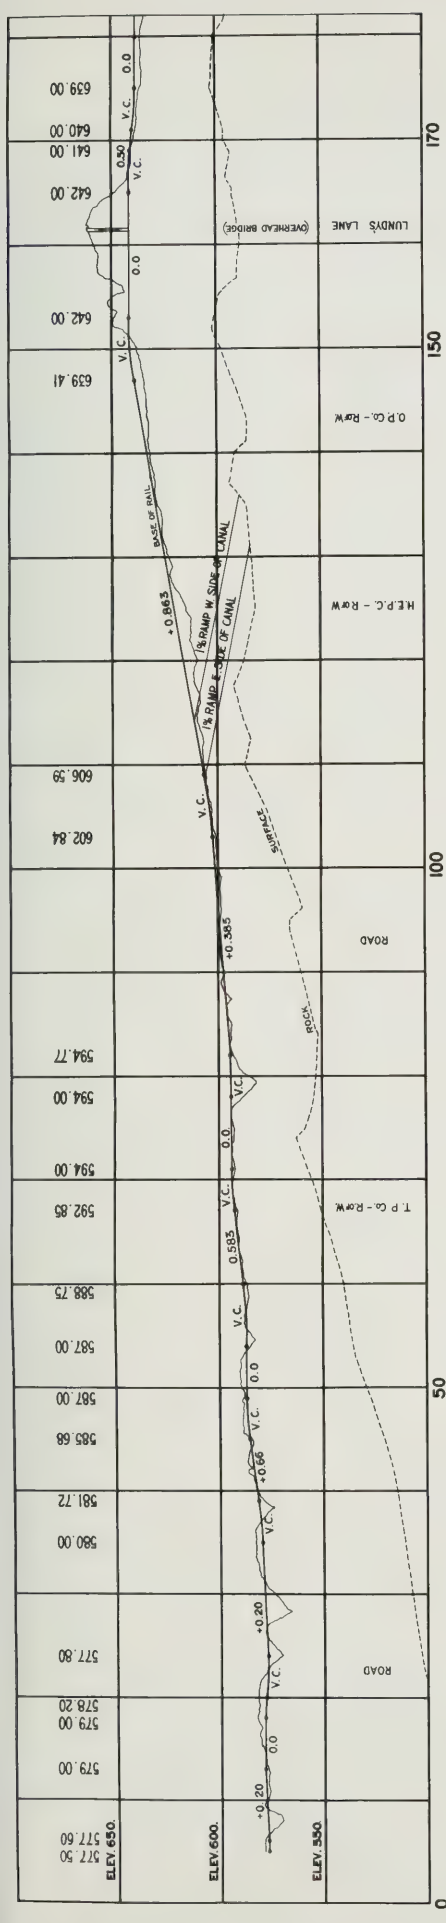 577.50
577.60
579.00
579.00
578.20
577.80
580.00
581.72
585.68
587.00
587.00
588.75
592.85
594.00
594.00
594.77
602.84
606.59
639.41
642.00
642.00
641.00
640.00
639.00
ELEV. 650.
ELEV. 600.
ELEV. 550.
+0.20
0.0
V.C.
+0.20
V.C.
+0.66
V.C.
0.0
V.C.
0.583
V.C.
0.0
V.C.
+0.385
V.C.
+0.863
BASE OF RAIL
1% RAMP W. SIDE OF CANAL
1% RAMP E. SIDE OF CANAL
V.C.
0.0
V.C.
0.50
V.C.
0.0
ROCK SURFACE
ROAD
T. P. Co. - R of W.
ROAD
H.E.P.C. - R of W.
O.P. Co. - R of W.
LUNDY'S LANE
(OVERHEAD BRIDGE)
0
50
100
150
170